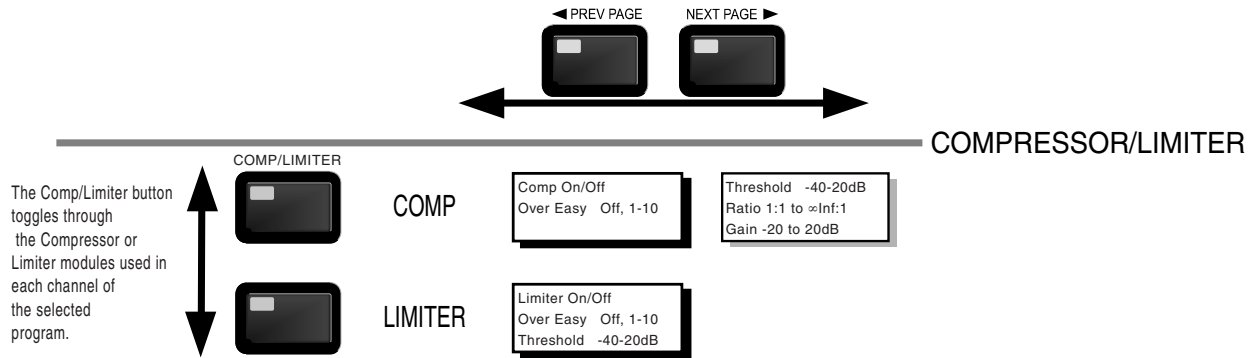 ◄ PREV PAGE NEXT PAGE ►
COMPRESSOR/LIMITER
COMP/LIMITER
The Comp/Limiter button
toggles through
the Compressor or
Limiter modules used in
each channel of
the selected
program.
COMP
Comp On/Off
Over Easy Off, 1-10
Threshold -40-20dB
Ratio 1:1 to ∞Inf:1
Gain -20 to 20dB
LIMITER
Limiter On/Off
Over Easy Off, 1-10
Threshold -40-20dB